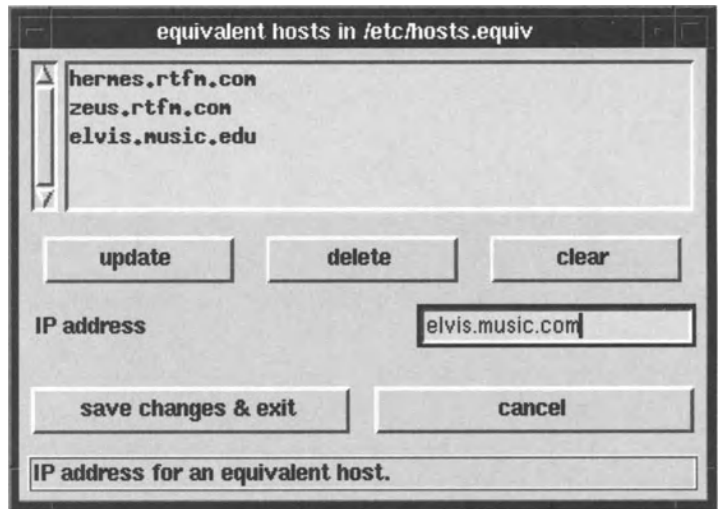 equivalent hosts in /etc/hosts.equiv
hermes.rtfm.com
zeus.rtfm.com
elvis.music.edu
update delete clear
IP address elvis.music.com
save changes & exit cancel
IP address for an equivalent host.